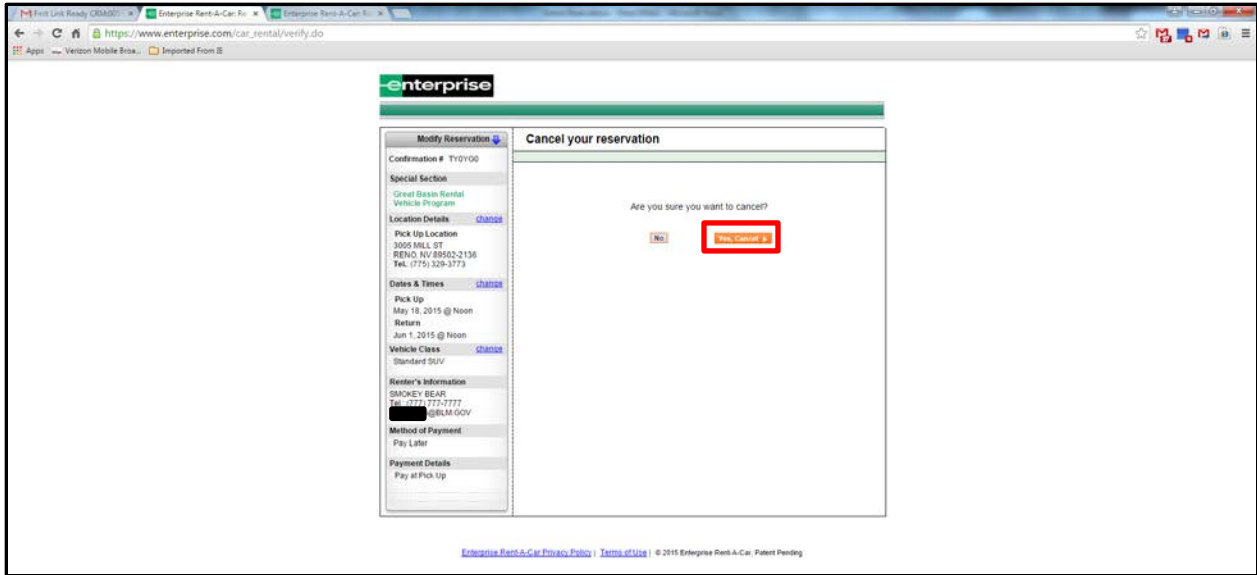 First Link Ready CRM:00
Enterprise Rent-A-Car: Re
Enterprise Rent-A-Car: Re
https://www.enterprise.com/car_rental/verify.do
Apps Verizon Mobile Broa... Imported From IE
enterprise
Modify Reservation
Cancel your reservation
Confirmation # TY0YG0
Special Section
Great Basin Rental
Vehicle Program
Are you sure you want to cancel?
No Yes, Cancel
Location Details change
Pick Up Location
3005 MILL ST
RENO, NV 89502-2136
Tel. (775) 329-3773
Dates & Times change
Pick Up
May 18, 2015 @ Noon
Return
Jun 1, 2015 @ Noon
Vehicle Class change
Standard SUV
Renter's Information
SMOKEY BEAR
Tel. (777) 777-7777
@BLM.GOV
Method of Payment
Pay Later
Payment Details
Pay at Pick Up
Enterprise Rent-A-Car Privacy Policy | Terms of Use | © 2015 Enterprise Rent-A-Car, Patent Pending